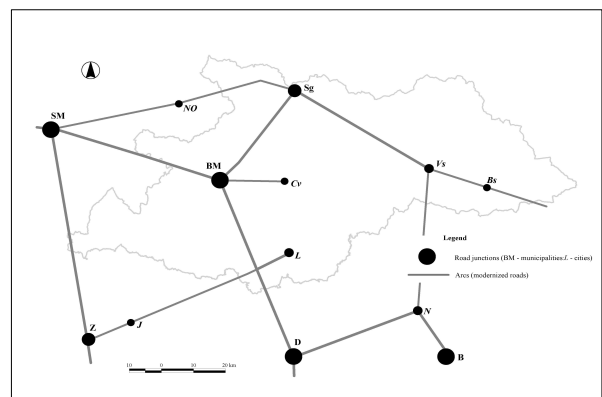 Sg
NO
SM
BM
Cv
Vs
Bs
Legend
L
Road junctions (BM - municipalities;L - cities)
Arcs (modernized roads)
N
J
Z
D
B
10 0 10 20 km